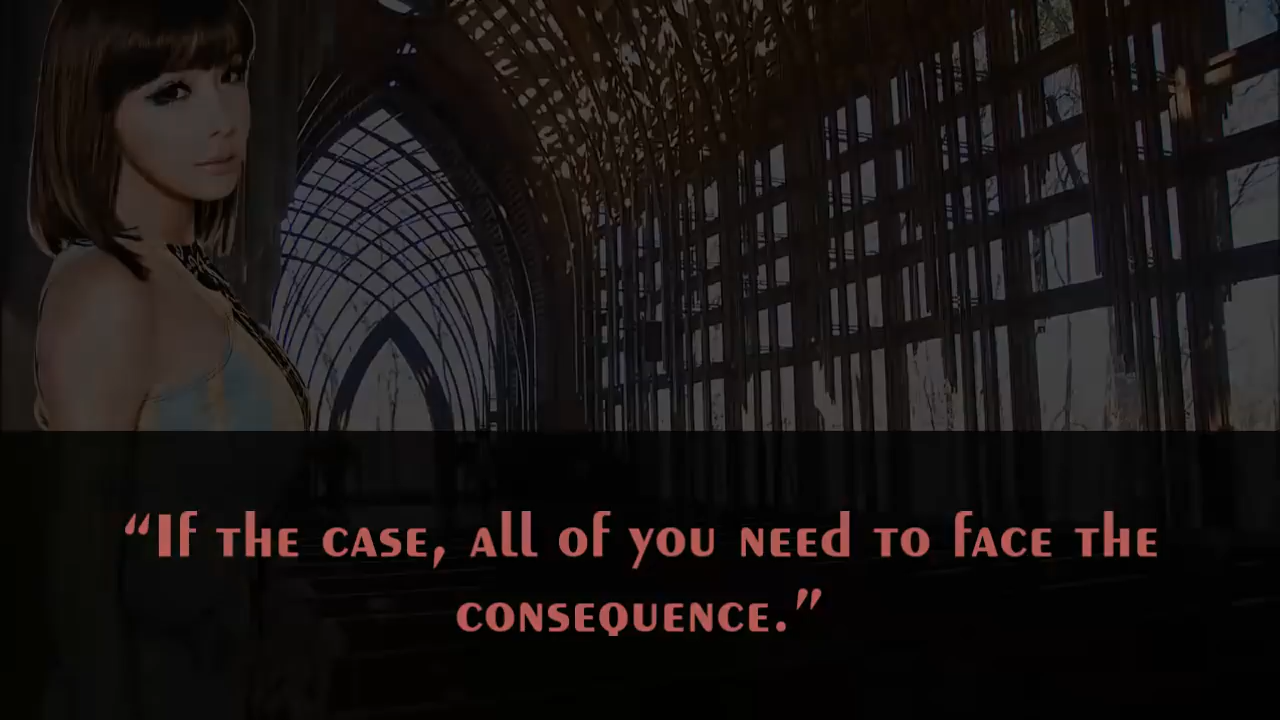 “If the case, all of you need to face the
consequence.”